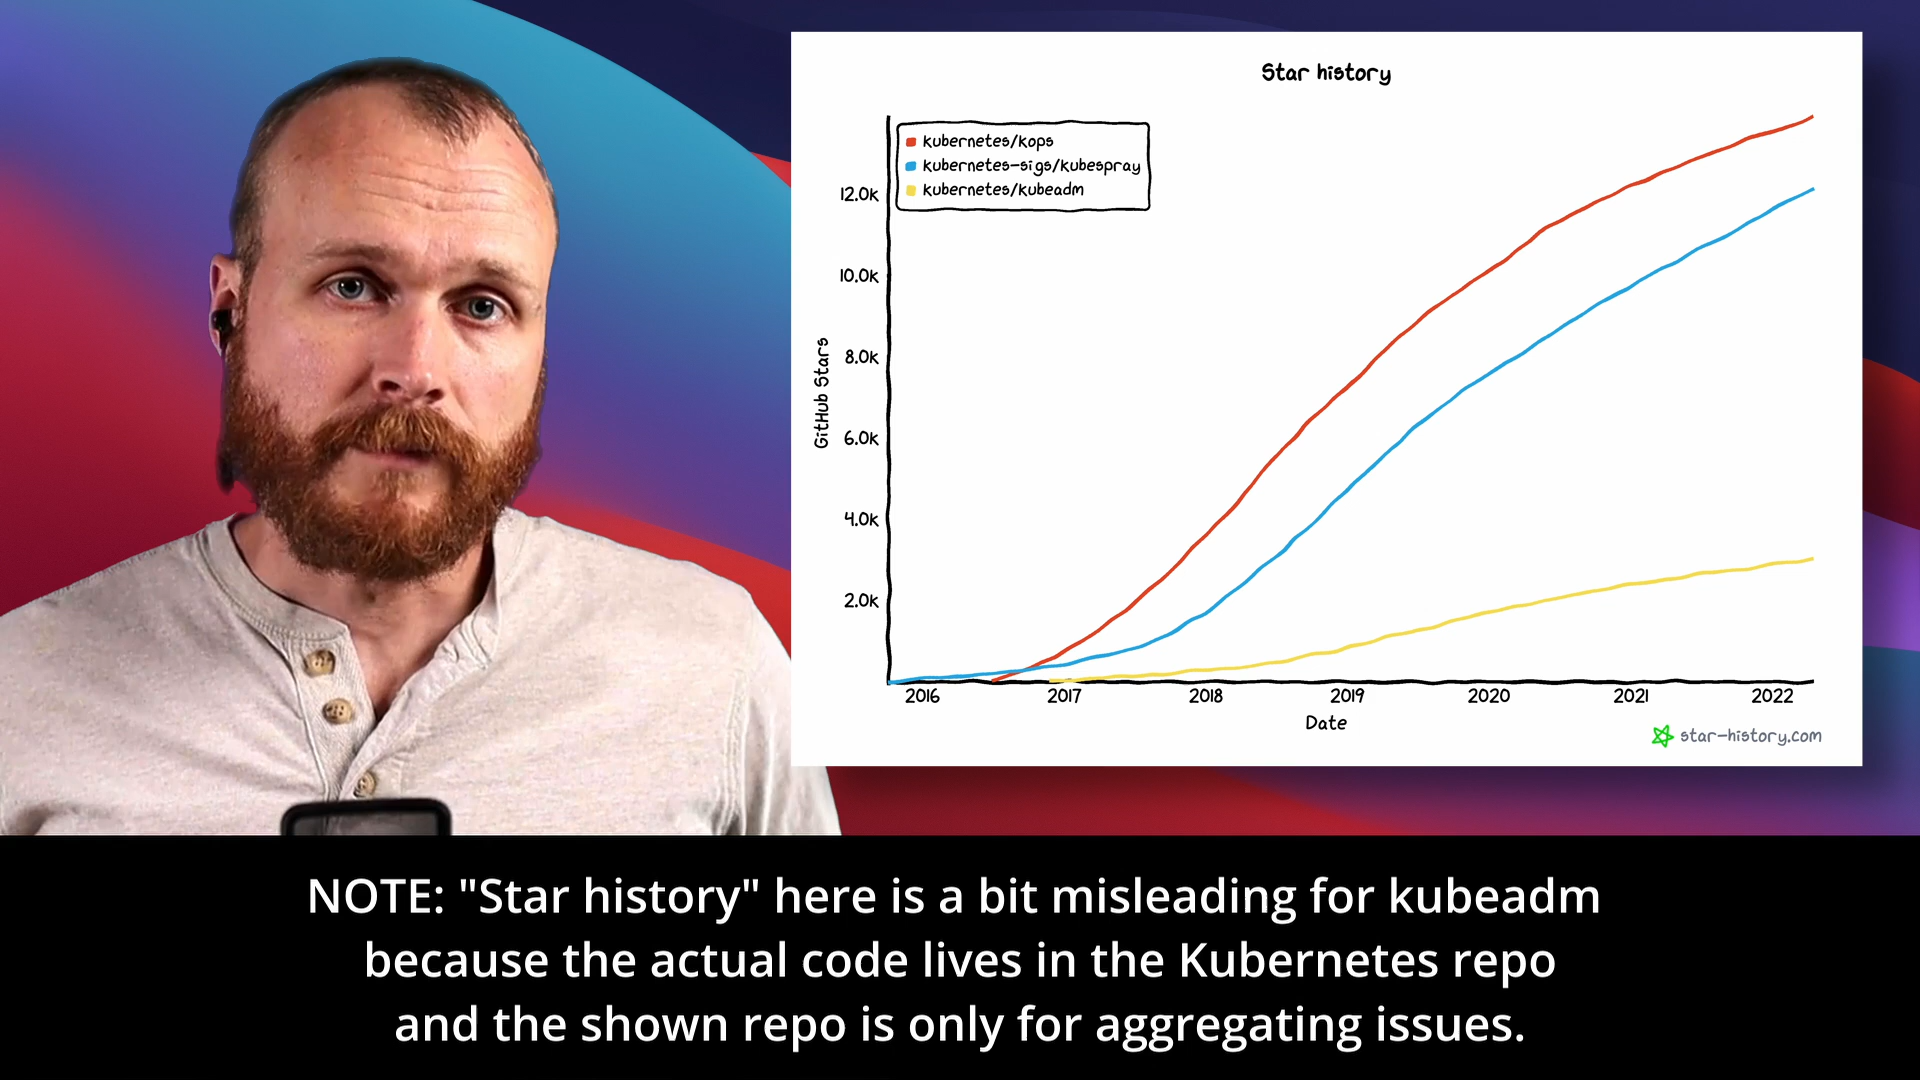 Star history
kubernetes/kops
kubernetes-sigs/kubespray
kubernetes/kubeadm
12.0k
10.0k
8.0k
6.0k
4.0k
2.0k
GitHub Stars
2016 2017 2018 2019 2020 2021 2022
Date
star-history.com
NOTE: "Star history" here is a bit misleading for kubeadm
because the actual code lives in the Kubernetes repo
and the shown repo is only for aggregating issues.